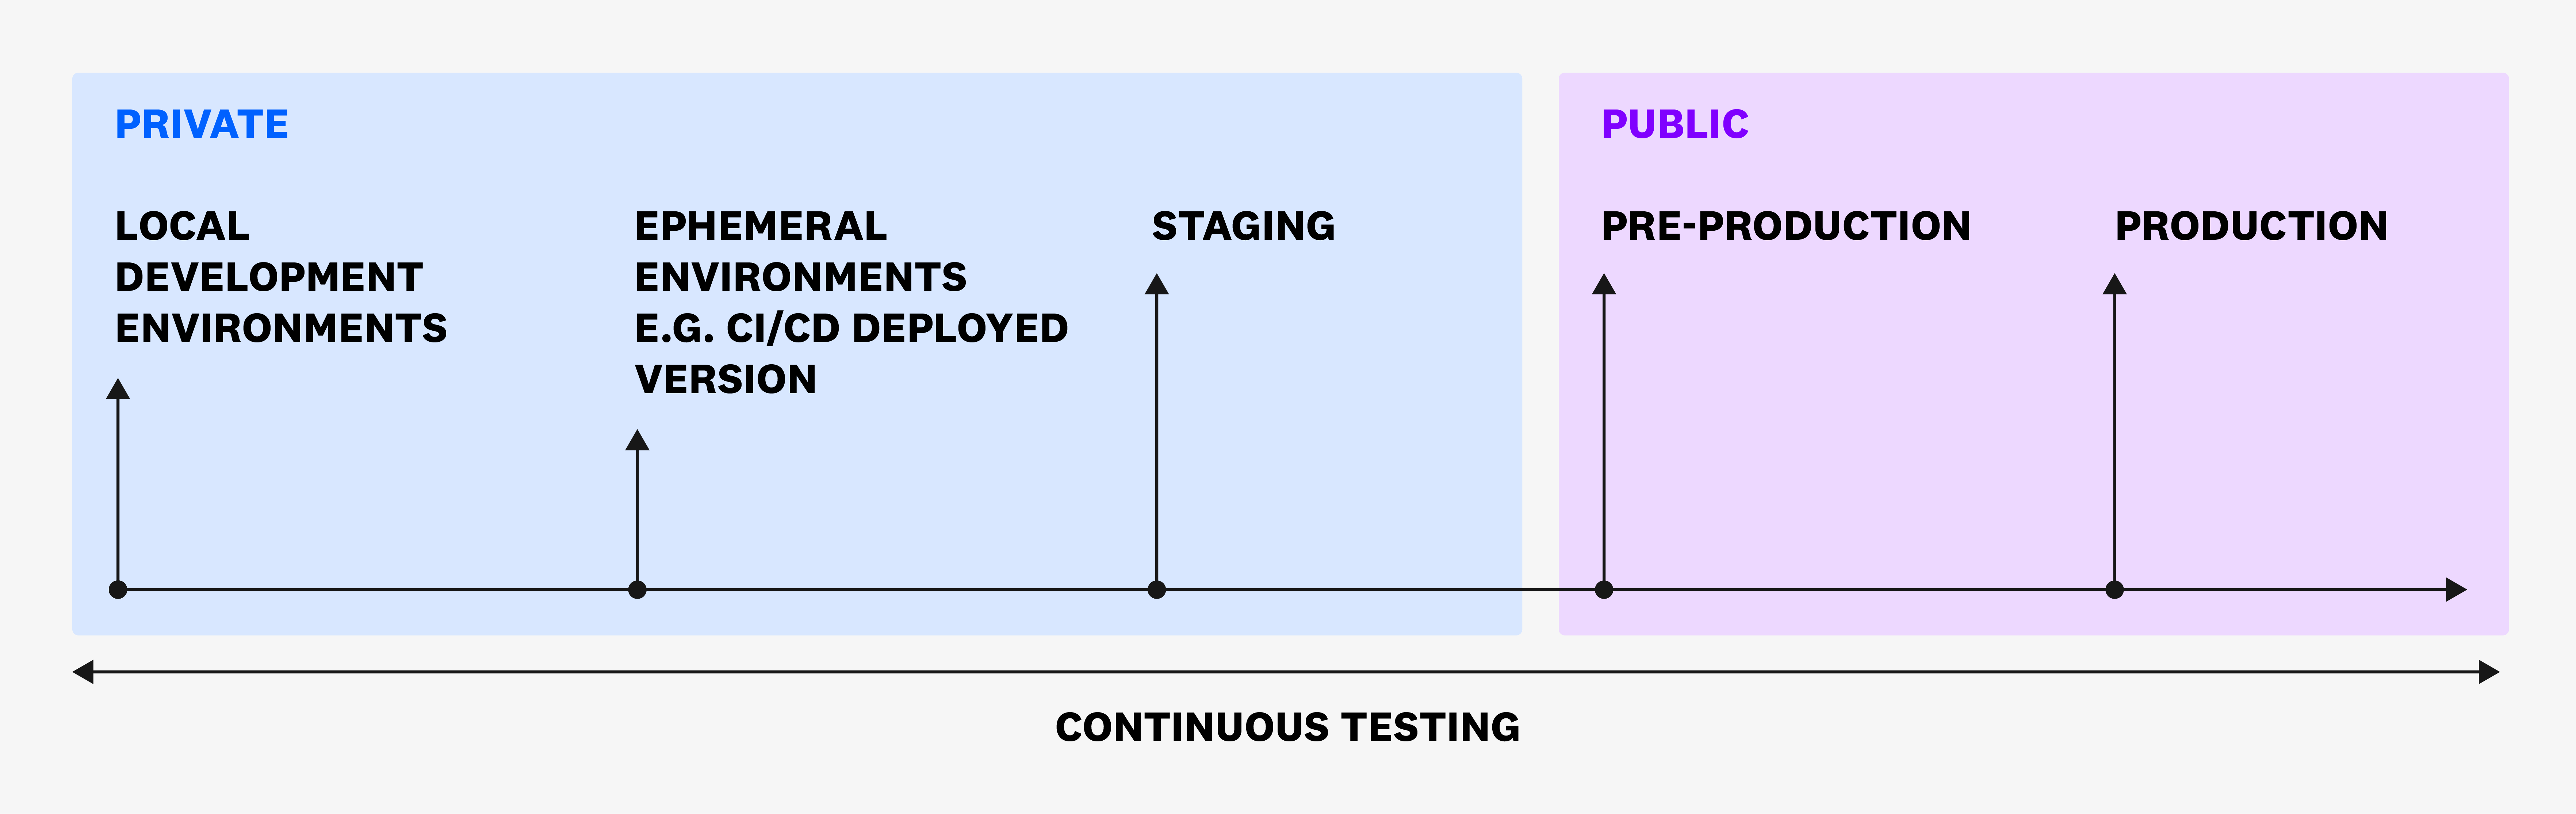 PRIVATE
LOCAL
DEVELOPMENT
ENVIRONMENTS
EPHEMERAL
ENVIRONMENTS
E.G. CI/CD DEPLOYED
VERSION
STAGING
PUBLIC
PRE-PRODUCTION
PRODUCTION
CONTINUOUS TESTING